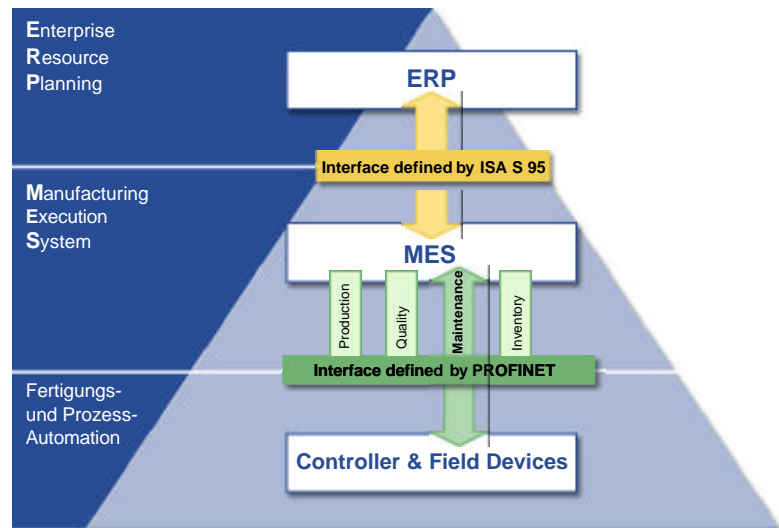 Enterprise
Resource
Planning
ERP
Interface defined by ISA S 95
Manufacturing
Execution
System
MES
Production
Quality
Maintenance
Inventory
Interface defined by PROFINET
Fertigungs-
und Prozess-
Automation
Controller & Field Devices